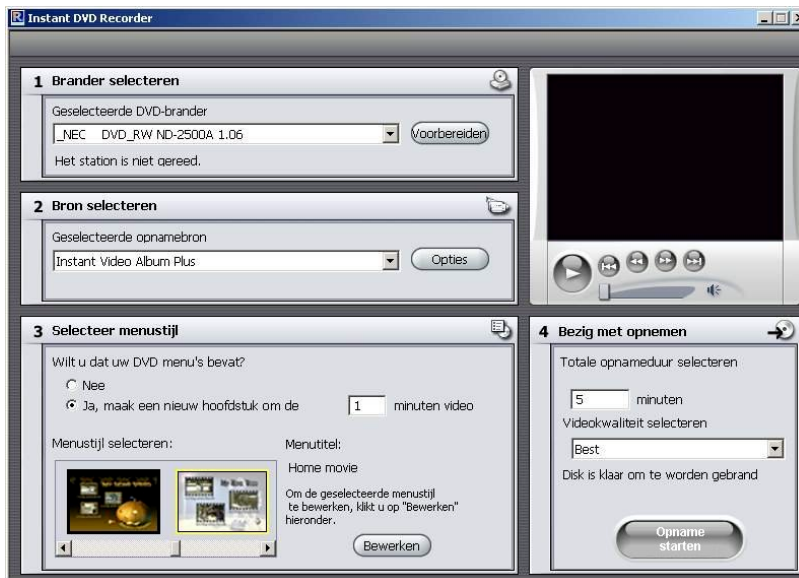 Instant DVD Recorder
1 Brander selecteren
Geselecteerde DVD-brander
_NEC DVD_RW ND-2500A 1.06
Voorbereiden
Het station is niet gereed.
2 Bron selecteren
Geselecteerde opnamebron
Instant Video Album Plus
Opties
3 Selecteer menustijl
Wilt u dat uw DVD menu's bevat?
Nee
Ja, maak een nieuw hoofdstuk om de 1 minuten video
Menustijl selecteren:
Menutitel:
Home movie
Om de geselecteerde menustijl
te bewerken, klikt u op "Bewerken"
hieronder.
Bewerken
4 Bezig met opnemen
Totale opnameduur selecteren
5 minuten
Videokwaliteit selecteren
Best
Disk is klaar om te worden gebrand
Opname
starten